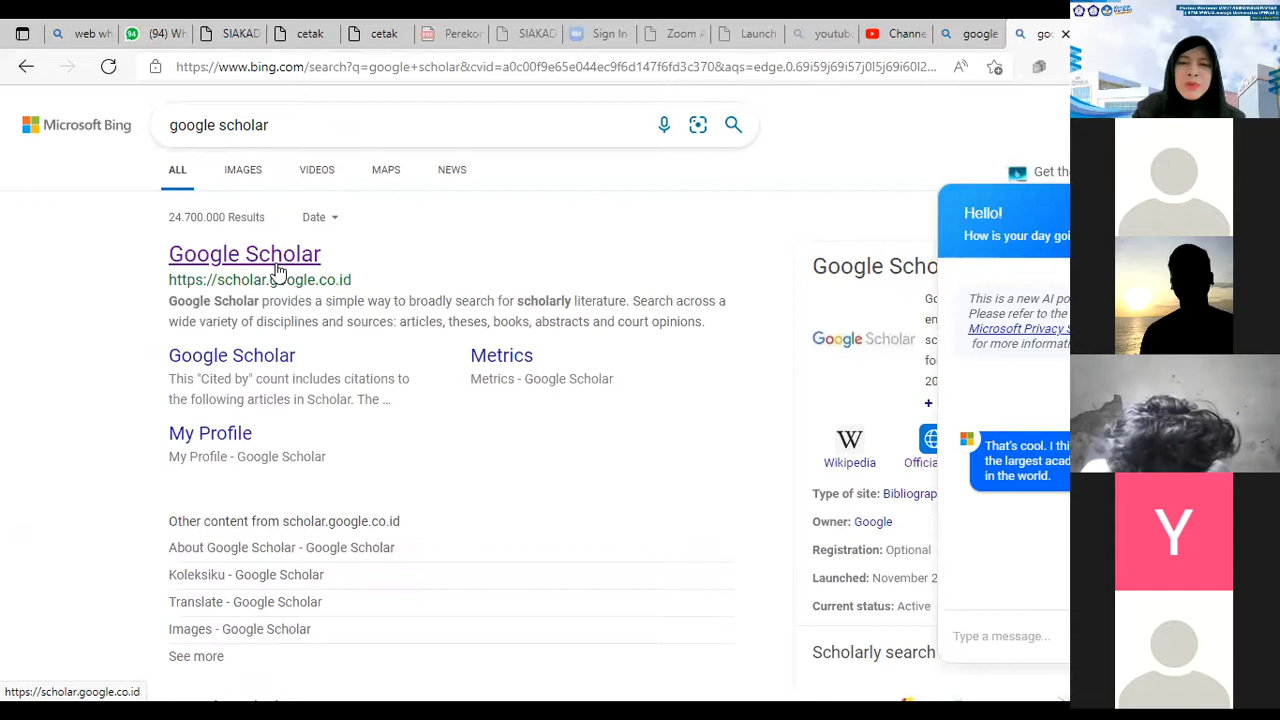 web wh
94 (94) Wh
SIAKAD
cetak
cetak
Perekor
SIAKAD
Sign In
Zoom
youtub
Channe
google
goo
https://www.bing.com/search?q=google+scholar&cvid=a0c00f9e65e044ec9f6d147f6fd3c370&aqs=edge.0.69i59j69i57j0l5j69i60l2...
Microsoft Bing
google scholar
ALL
IMAGES
VIDEOS
MAPS
NEWS
Get the
24.700.000 Results
Date
Google Scholar
https://scholar.google.co.id
Google Scholar provides a simple way to broadly search for scholarly literature. Search across a
wide variety of disciplines and sources: articles, theses, books, abstracts and court opinions.
Google Scholar
This "Cited by" count includes citations to
the following articles in Scholar. The ...
Metrics
Metrics - Google Scholar
My Profile
My Profile - Google Scholar
Other content from scholar.google.co.id
About Google Scholar - Google Scholar
Koleksiku - Google Scholar
Translate - Google Scholar
Images - Google Scholar
See more
https://scholar.google.co.id
Google Scho
Go
en
sc
fo
20
Google Scholar
W
Wikipedia
Officia
Type of site: Bibliograp
Owner: Google
Registration: Optional
Launched: November 2
Current status: Active
Scholarly search
Hello!
How is your day goi
This is a new AI po
Please refer to the
Microsoft Privacy S
for more informati
That's cool. I thi
the largest acad
in the world.
Type a message...
Y